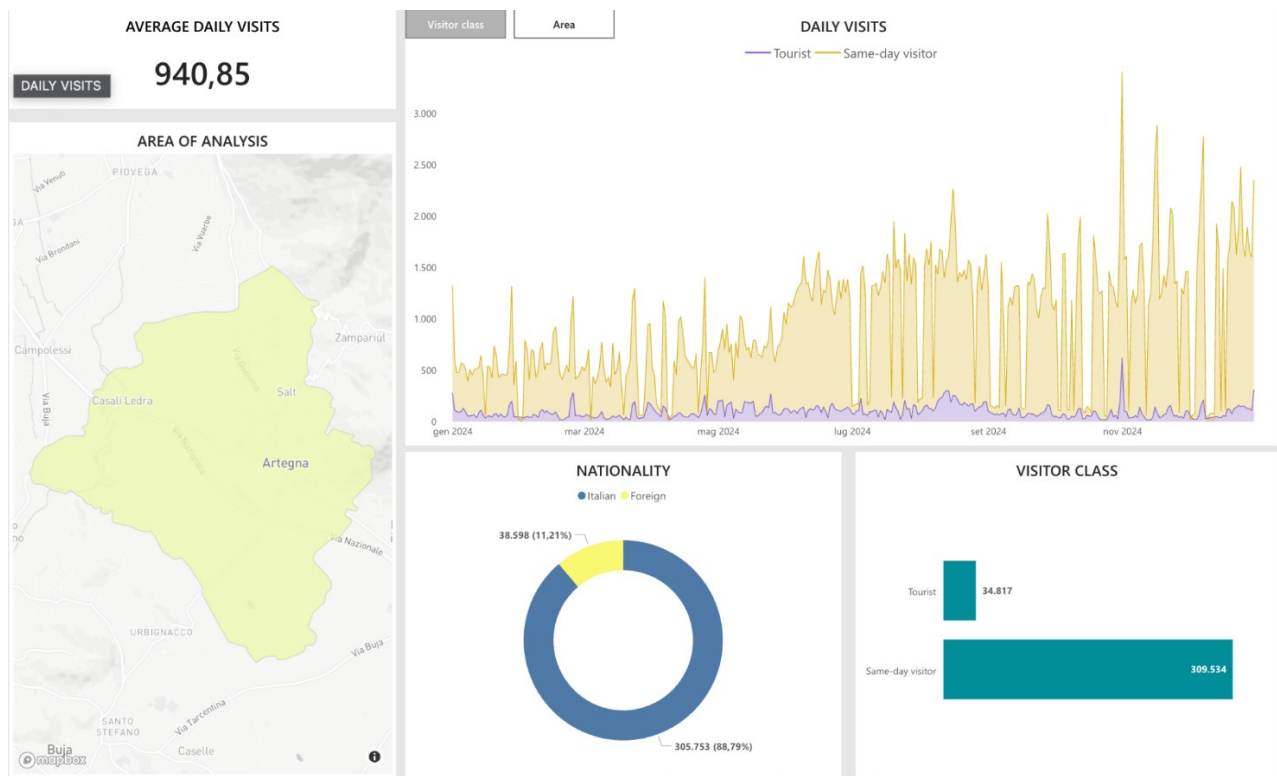 AVERAGE DAILY VISITS
940,85
DAILY VISITS
AREA OF ANALYSIS
PIOVEGA
Via Venuti
Via Vuarbe
Via Brondani
Campolessi
Zampariul
Via Buja
Casali Ledra
Salt
Via Nazionale
Artegna
Via Nazionale
URBIGNACCO
Via Buja
Via Tarcentina
SANTO
STEFANO
Caselle
Buja
mapbox
Visitor class
Area
DAILY VISITS
Tourist
Same-day visitor
3.000
2.500
2.000
1.500
1.000
500
0
gen 2024
mar 2024
mag 2024
lug 2024
set 2024
nov 2024
NATIONALITY
Italian
Foreign
38.598 (11,21%)
305.753 (88,79%)
VISITOR CLASS
Tourist
34.817
Same-day visitor
309.534